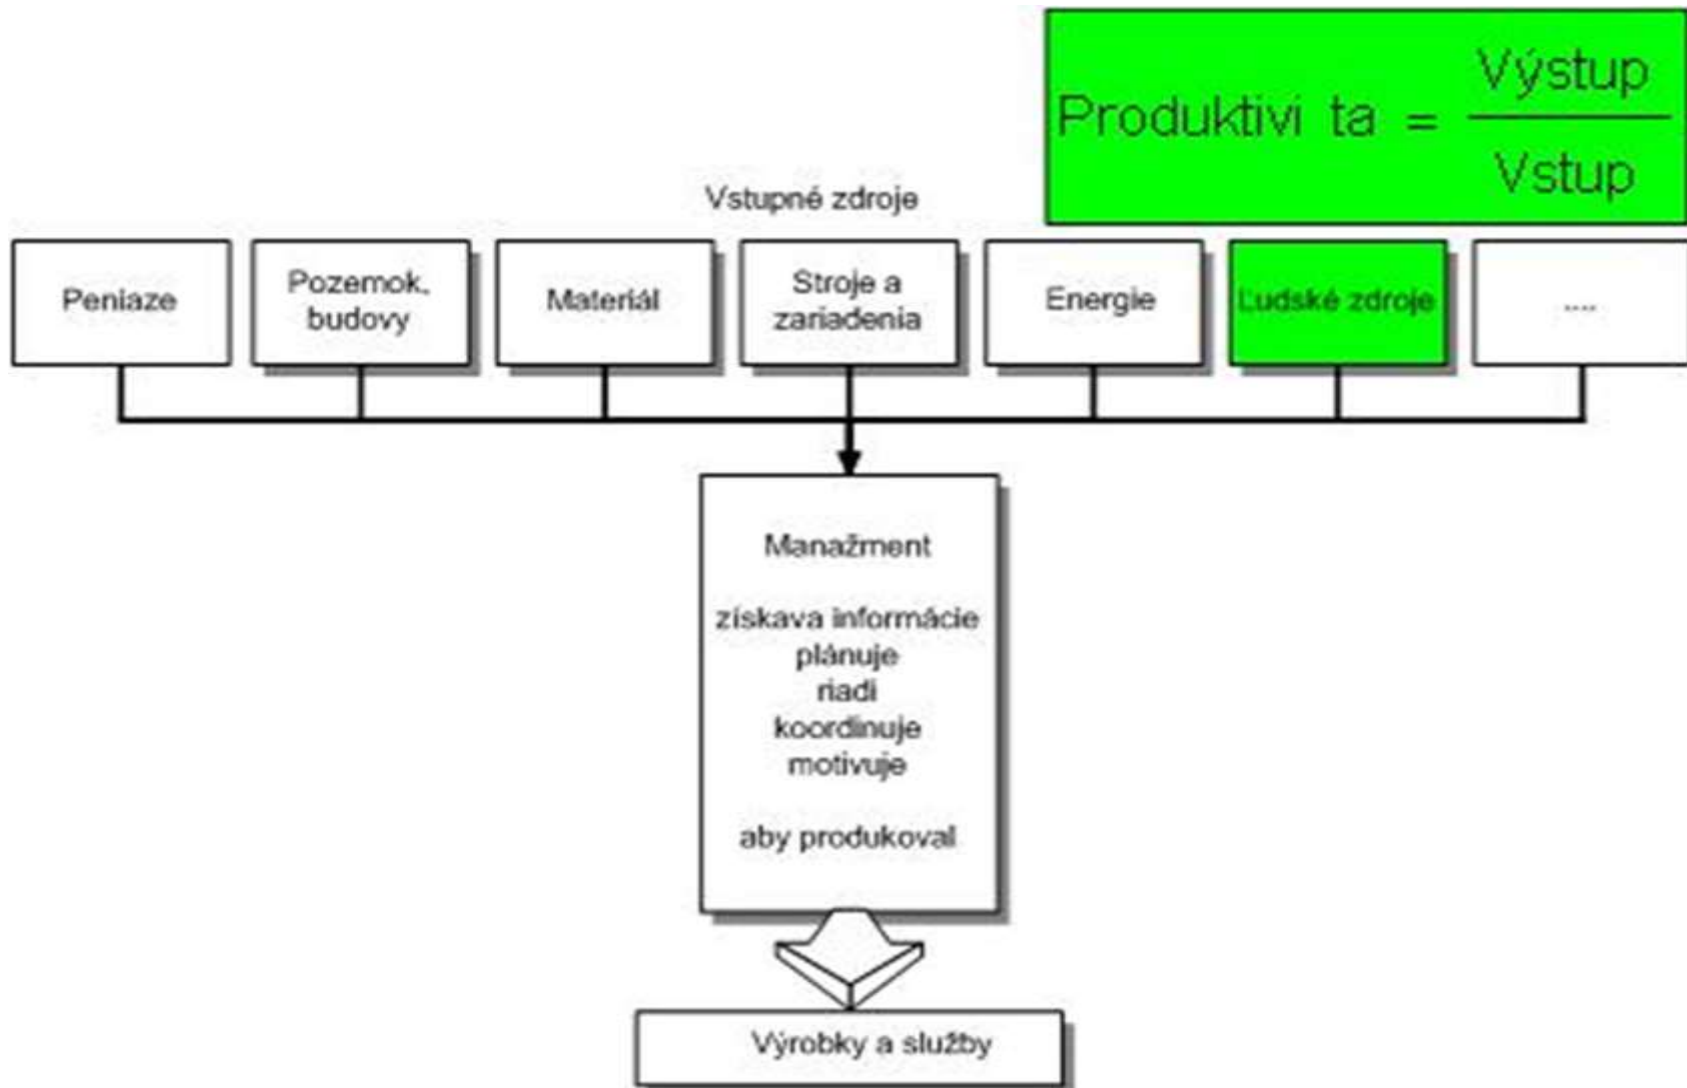 Produktivi ta = Výstup
Vstup
Vstupné zdroje
Peniaze
Pozemok,
budovy
Materiál
Stroje a
zariadenia
Energie
Ľudské zdroje
....
Manažment
získava informácie
plánuje
riadi
koordinuje
motivuje
aby produkoval
Výrobky a služby